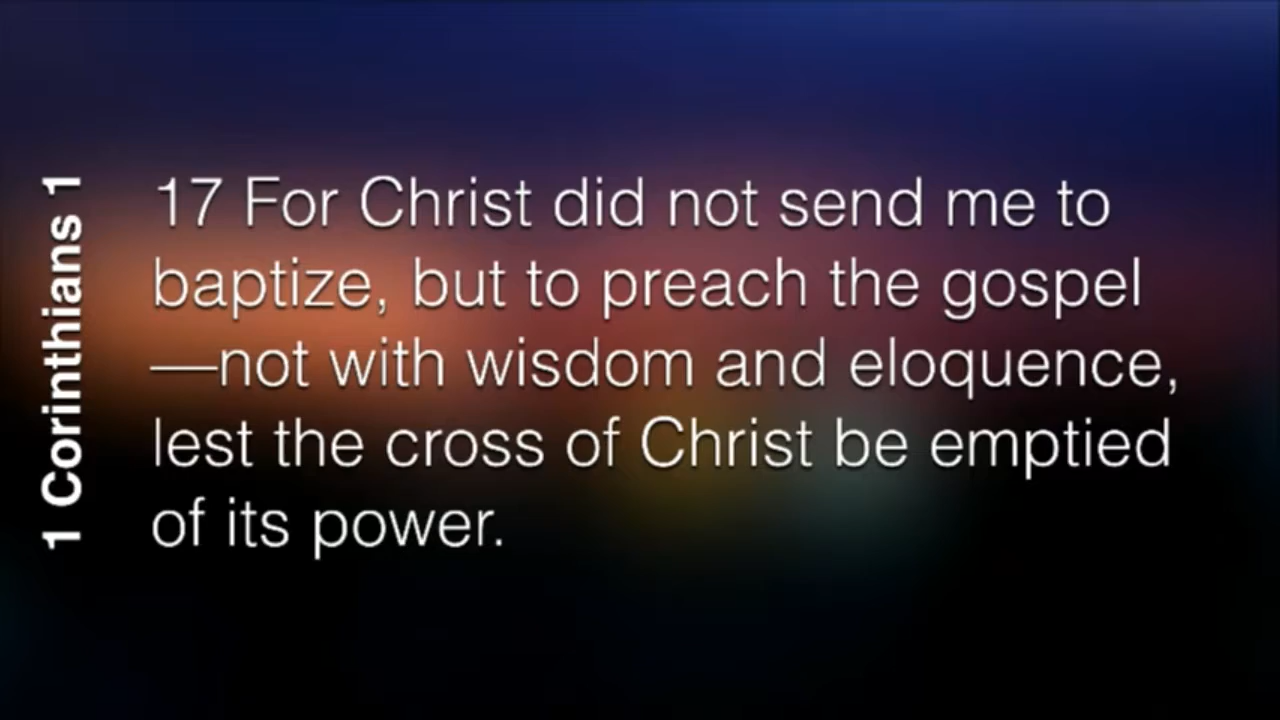 1 Corinthians 1
17 For Christ did not send me to
baptize, but to preach the gospel
—not with wisdom and eloquence,
lest the cross of Christ be emptied
of its power.